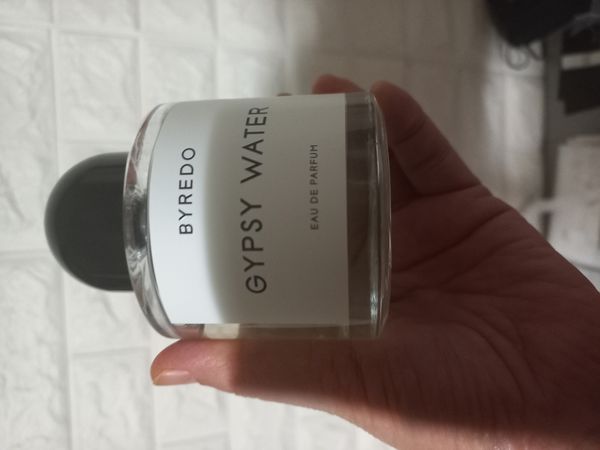 BYREDO
GYPSY WATER
EAU DE PARFUM